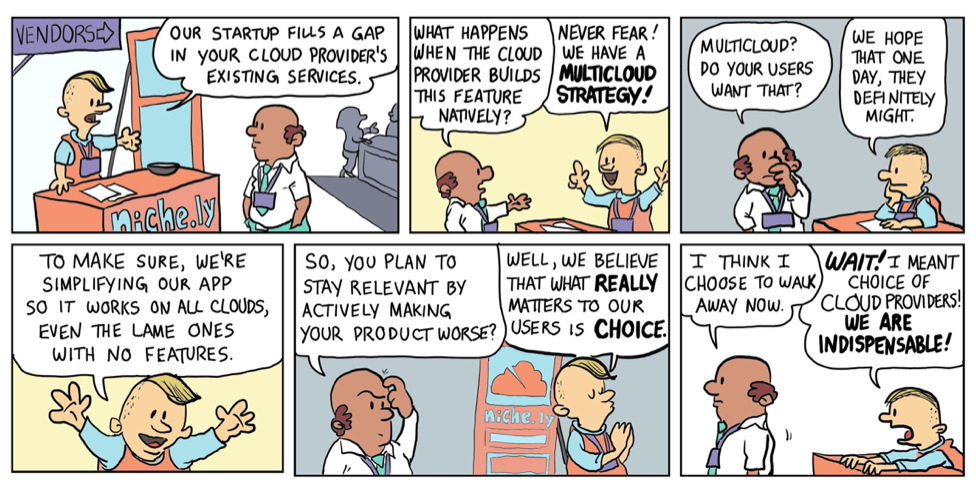 VENDORS
OUR STARTUP FILLS A GAP
IN YOUR CLOUD PROVIDER'S
EXISTING SERVICES.
niche.ly
WHAT HAPPENS
WHEN THE CLOUD
PROVIDER BUILDS
THIS FEATURE
NATIVELY?
NEVER FEAR!
WE HAVE A
MULTICLOUD
STRATEGY!
MULTICLOUD?
DO YOUR USERS
WANT THAT?
WE HOPE
THAT ONE
DAY, THEY
DEFINITELY
MIGHT.
TO MAKE SURE, WE'RE
SIMPLIFYING OUR APP
SO IT WORKS ON ALL CLOUDS,
EVEN THE LAME ONES
WITH NO FEATURES.
SO, YOU PLAN TO
STAY RELEVANT BY
ACTIVELY MAKING
YOUR PRODUCT WORSE?
WELL, WE BELIEVE
THAT WHAT REALLY
MATTERS TO OUR
USERS IS CHOICE.
niche.ly
I THINK I
CHOOSE TO WALK
AWAY NOW.
WAIT! I MEANT
CHOICE OF
CLOUD PROVIDERS!
WE ARE
INDISPENSABLE!